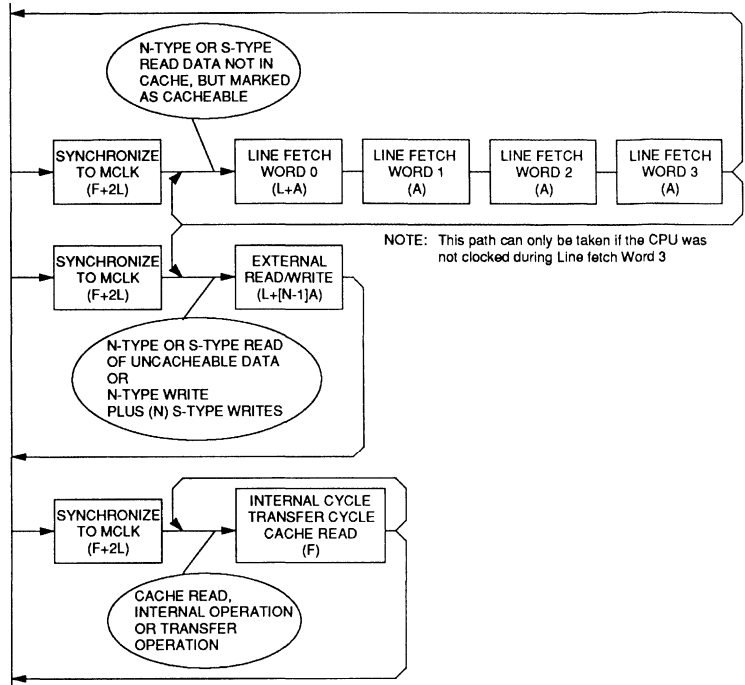 N-TYPE OR S-TYPE
READ DATA NOT IN
CACHE, BUT MARKED
AS CACHEABLE
SYNCHRONIZE
TO MCLK
(F+2L)
LINE FETCH
WORD 0
(L+A)
LINE FETCH
WORD 1
(A)
LINE FETCH
WORD 2
(A)
LINE FETCH
WORD 3
(A)
NOTE: This path can only be taken if the CPU was
not clocked during Line fetch Word 3
SYNCHRONIZE
TO MCLK
(F+2L)
EXTERNAL
READ/WRITE
(L+[N-1]A)
N-TYPE OR S-TYPE READ
OF UNCACHEABLE DATA
OR
N-TYPE WRITE
PLUS (N) S-TYPE WRITES
SYNCHRONIZE
TO MCLK
(F+2L)
INTERNAL CYCLE
TRANSFER CYCLE
CACHE READ
(F)
CACHE READ,
INTERNAL OPERATION
OR TRANSFER
OPERATION